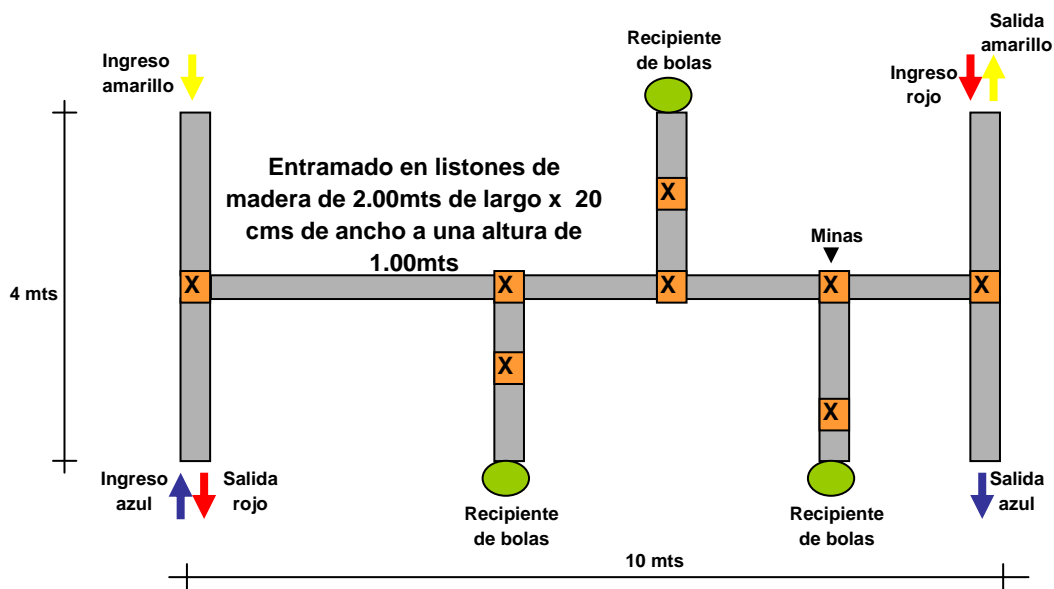 Ingreso
amarillo
Recipiente
de bolas
Salida
amarillo
Ingreso
rojo
Entramado en listones de
madera de 2.00mts de largo x 20
cms de ancho a una altura de
1.00mts
X
Minas
4 mts
X
X
X
X
X
X
X
Ingreso
azul
Salida
rojo
Recipiente
de bolas
Recipiente
de bolas
Salida
azul
10 mts